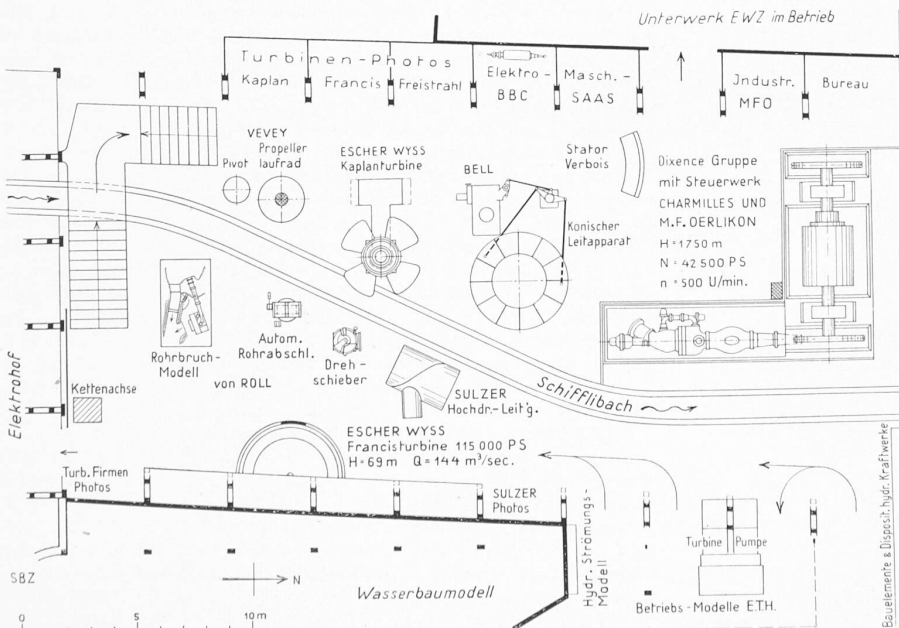 Unterwerk EWZ im Betrieb
Turbinen-Photos
Kaplan
Francis
Freistrahl
Elektro-
BBC
Masch.-
SAAS
Jndustr.
MFO
Bureau
VEVEY
Pivot
Propeller
laufrad
ESCHER WYSS
Kaplanturbine
BELL
Stator
Verbois
Konischer
Leitapparat
Dixence Gruppe
mit Steuerwerk
CHARMILLES UND
M.F. OERLIKON
H=1750 m
N=42 500 PS
n=500 U/min.
Rohrbruch-
Modell
Autom.
Rohrabschl.
Dreh-
schieber
von ROLL
SULZER
Hochdr.-Leit'g.
Schifflibach
Elektrohof
Kettenachse
ESCHER WYSS
Francisturbine 115 000 PS
H=69 m Q=144 m³/sec.
Turb. Firmen
Photos
SULZER
Photos
Hydr. Strömungs-
Modell
Turbine
Pumpe
Betriebs-Modelle E.T.H.
Bauelemente & Disposit. hydr. Kraftwerke
SBZ
N
Wasserbaumodell
0
5
10 m